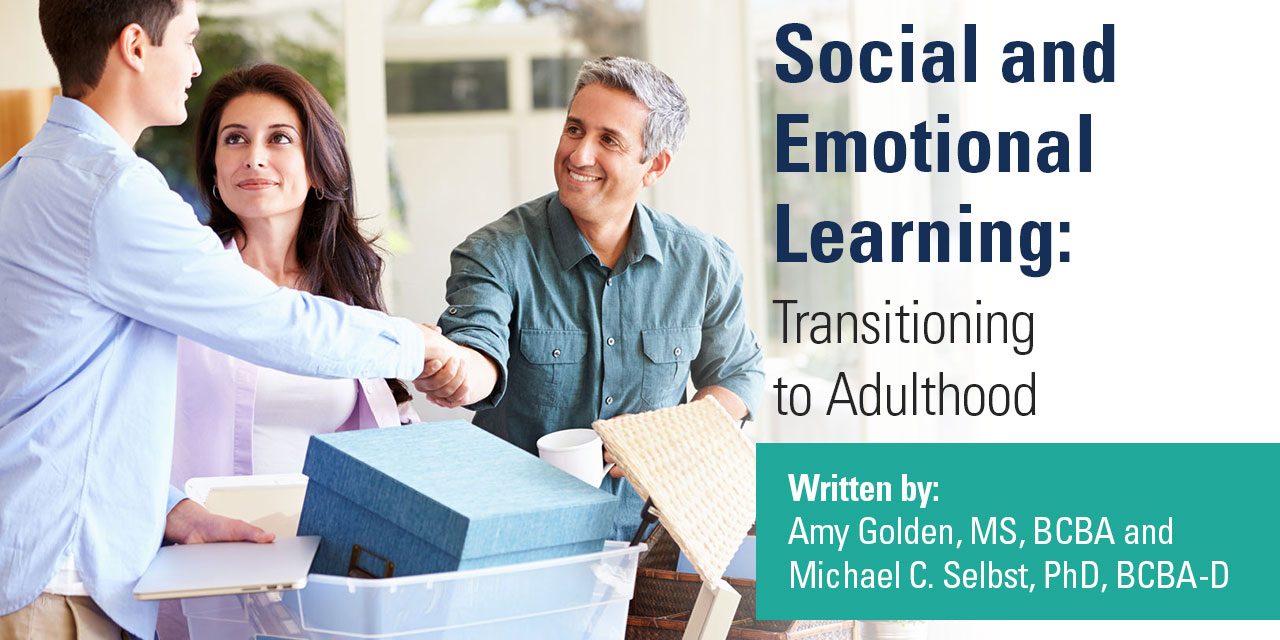 Social and
Emotional
Learning:
Transitioning
to Adulthood
Written by:
Amy Golden, MS, BCBA and
Michael C. Selbst, PhD, BCBA-D